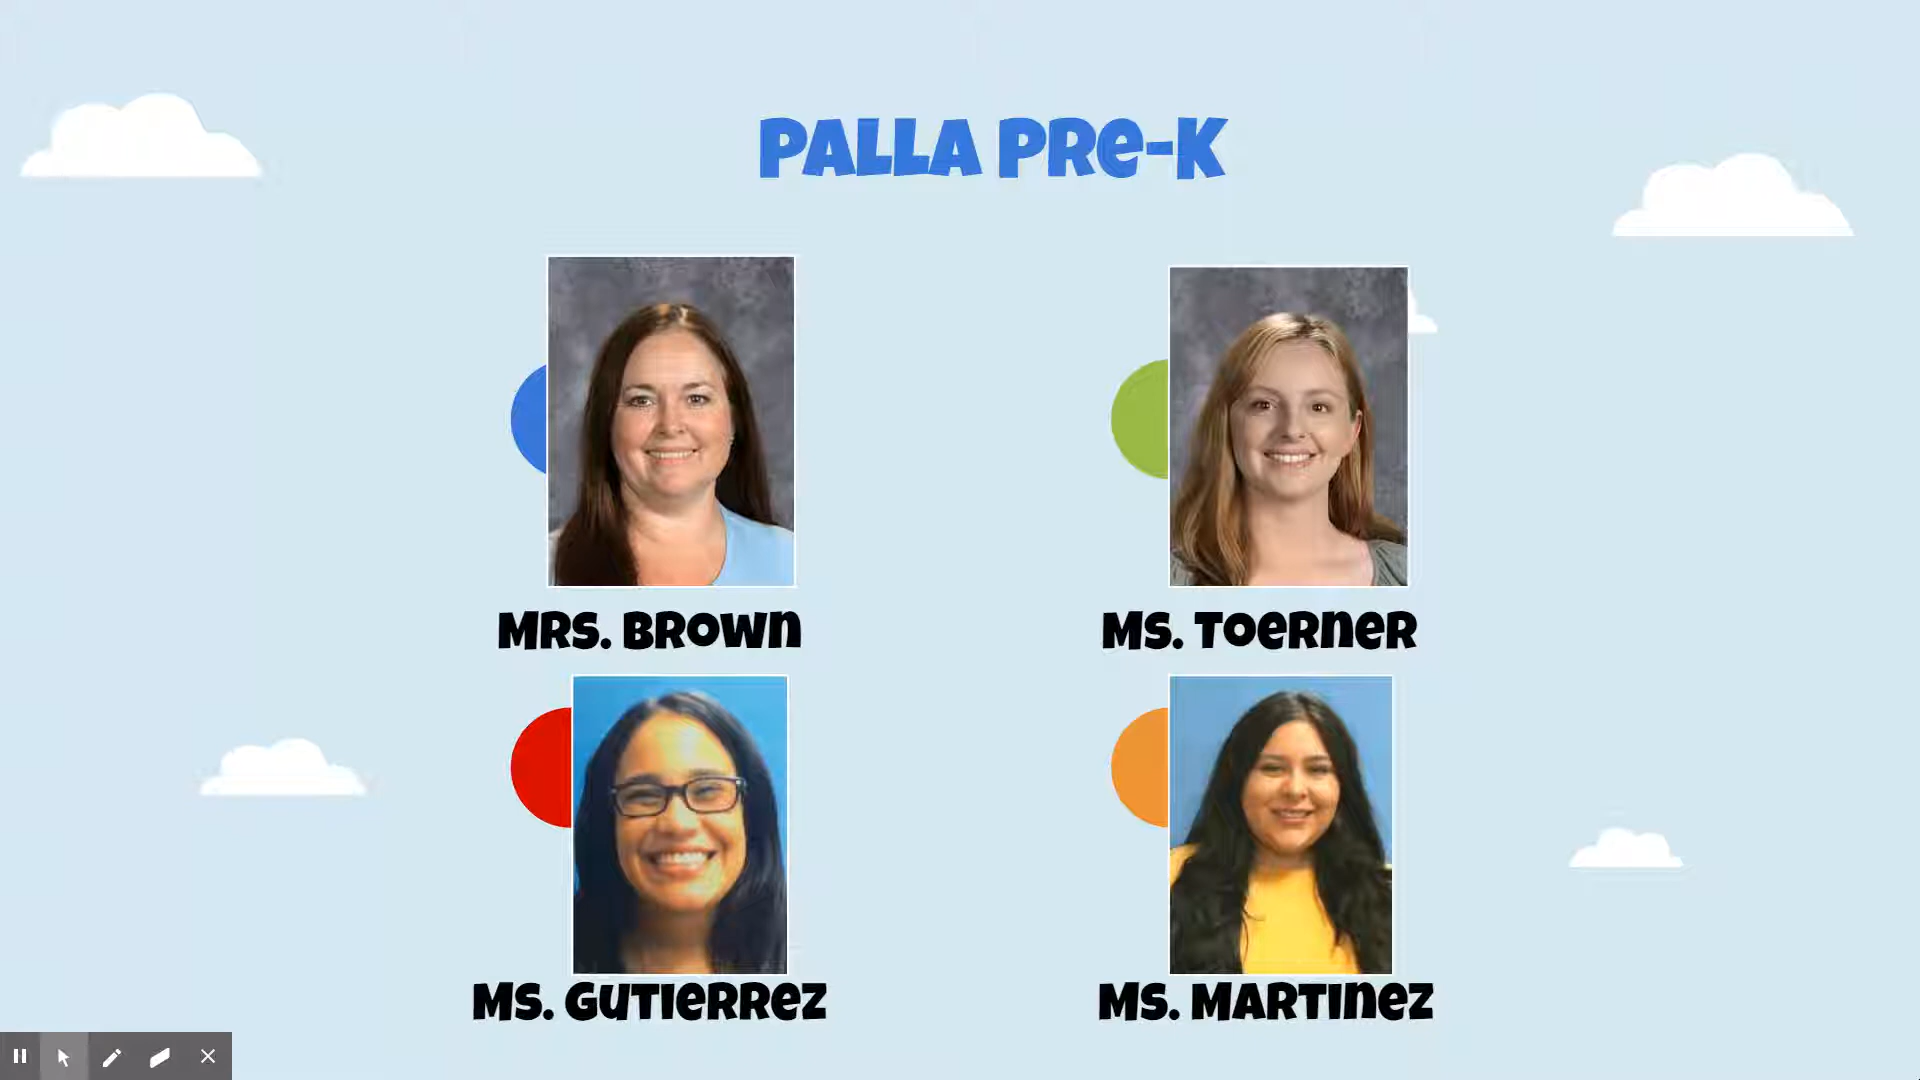 PALLA PRe-K
MRS. BROWN
Ms. Toerner
Ms. Gutierrez
Ms. Martinez